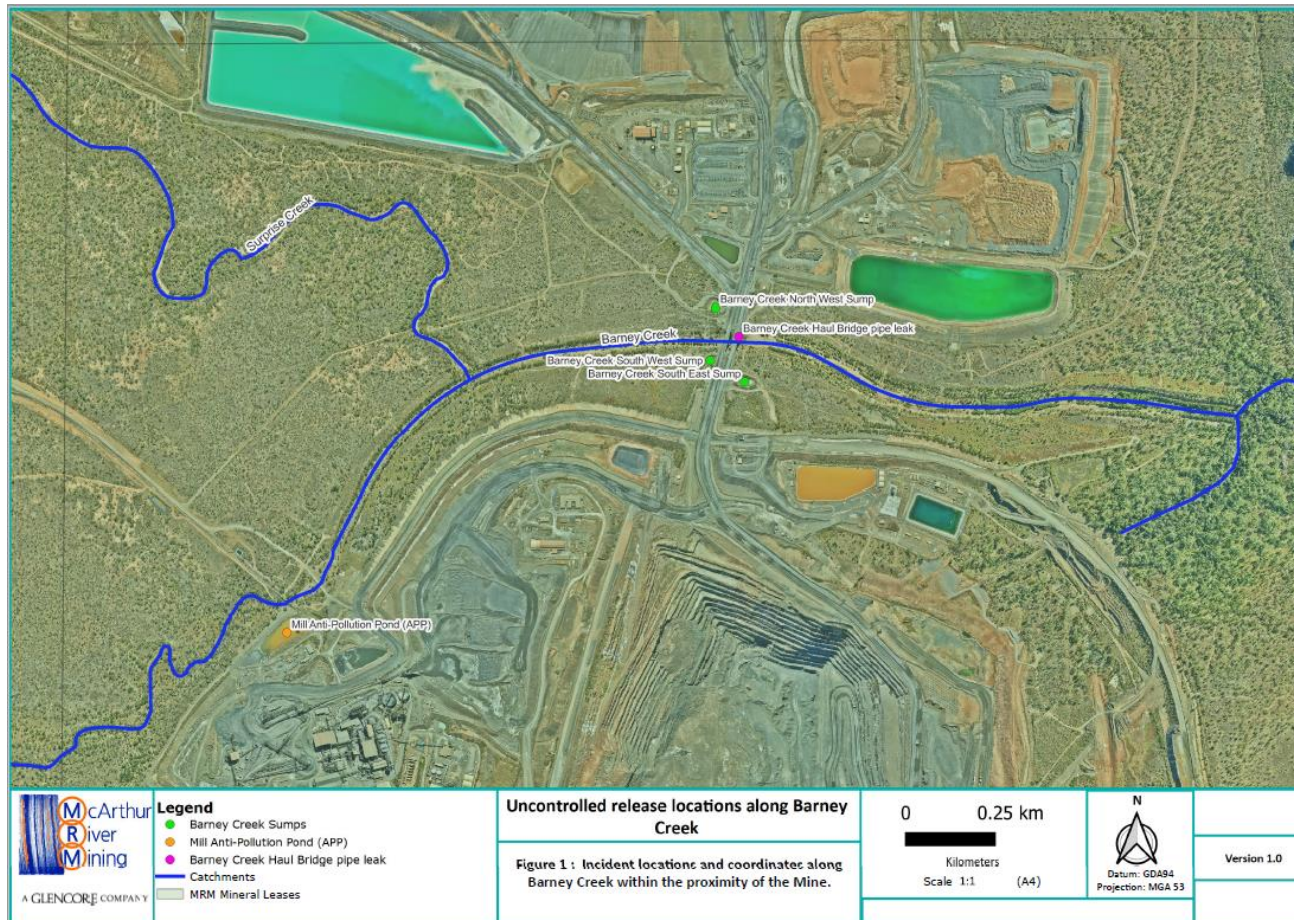 Surprise Creek
Barney Creek North West Sump
Barney Creek Haul Bridge pipe leak
Barney Creek
Barney Creek South West Sump
Barney Creek South East Sump
Mill Anti-Pollution Pond (APP)
McArthur
River
Mining
A GLENCORE COMPANY
Legend
Barney Creek Sumps
Mill Anti-Pollution Pond (APP)
Barney Creek Haul Bridge pipe leak
Catchments
MRM Mineral Leases
Uncontrolled release locations along Barney
Creek
Figure 1 : Incident locations and coordinates along
Barney Creek within the proximity of the Mine.
0 0.25 km
Kilometers
Scale 1:1 (A4)
N
Datum: GDA94
Projection: MGA 53
Version 1.0